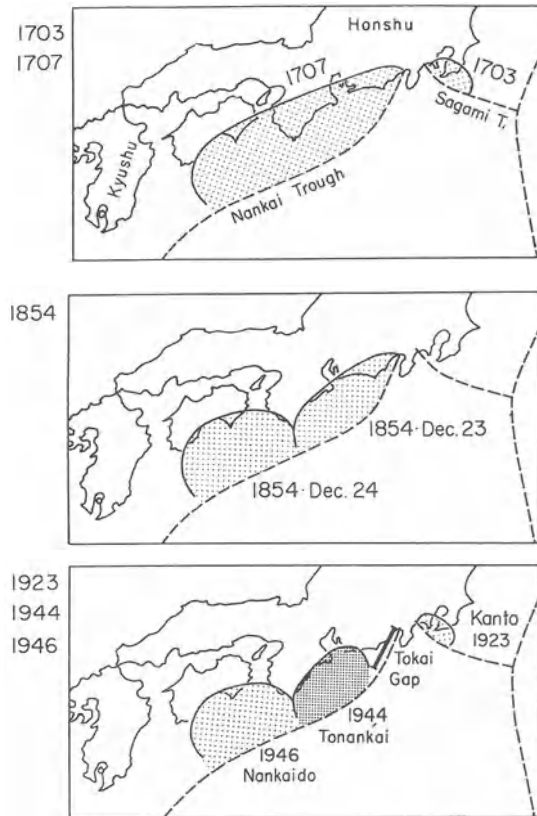 1703
1707
Honshu
1707
1703
Sagami T.
Kyushu
Nankai Trough
1854
1854·Dec. 23
1854·Dec. 24
1923
1944
1946
Kanto
1923
Tokai
Gap
1944
Tonankai
1946
Nankaido